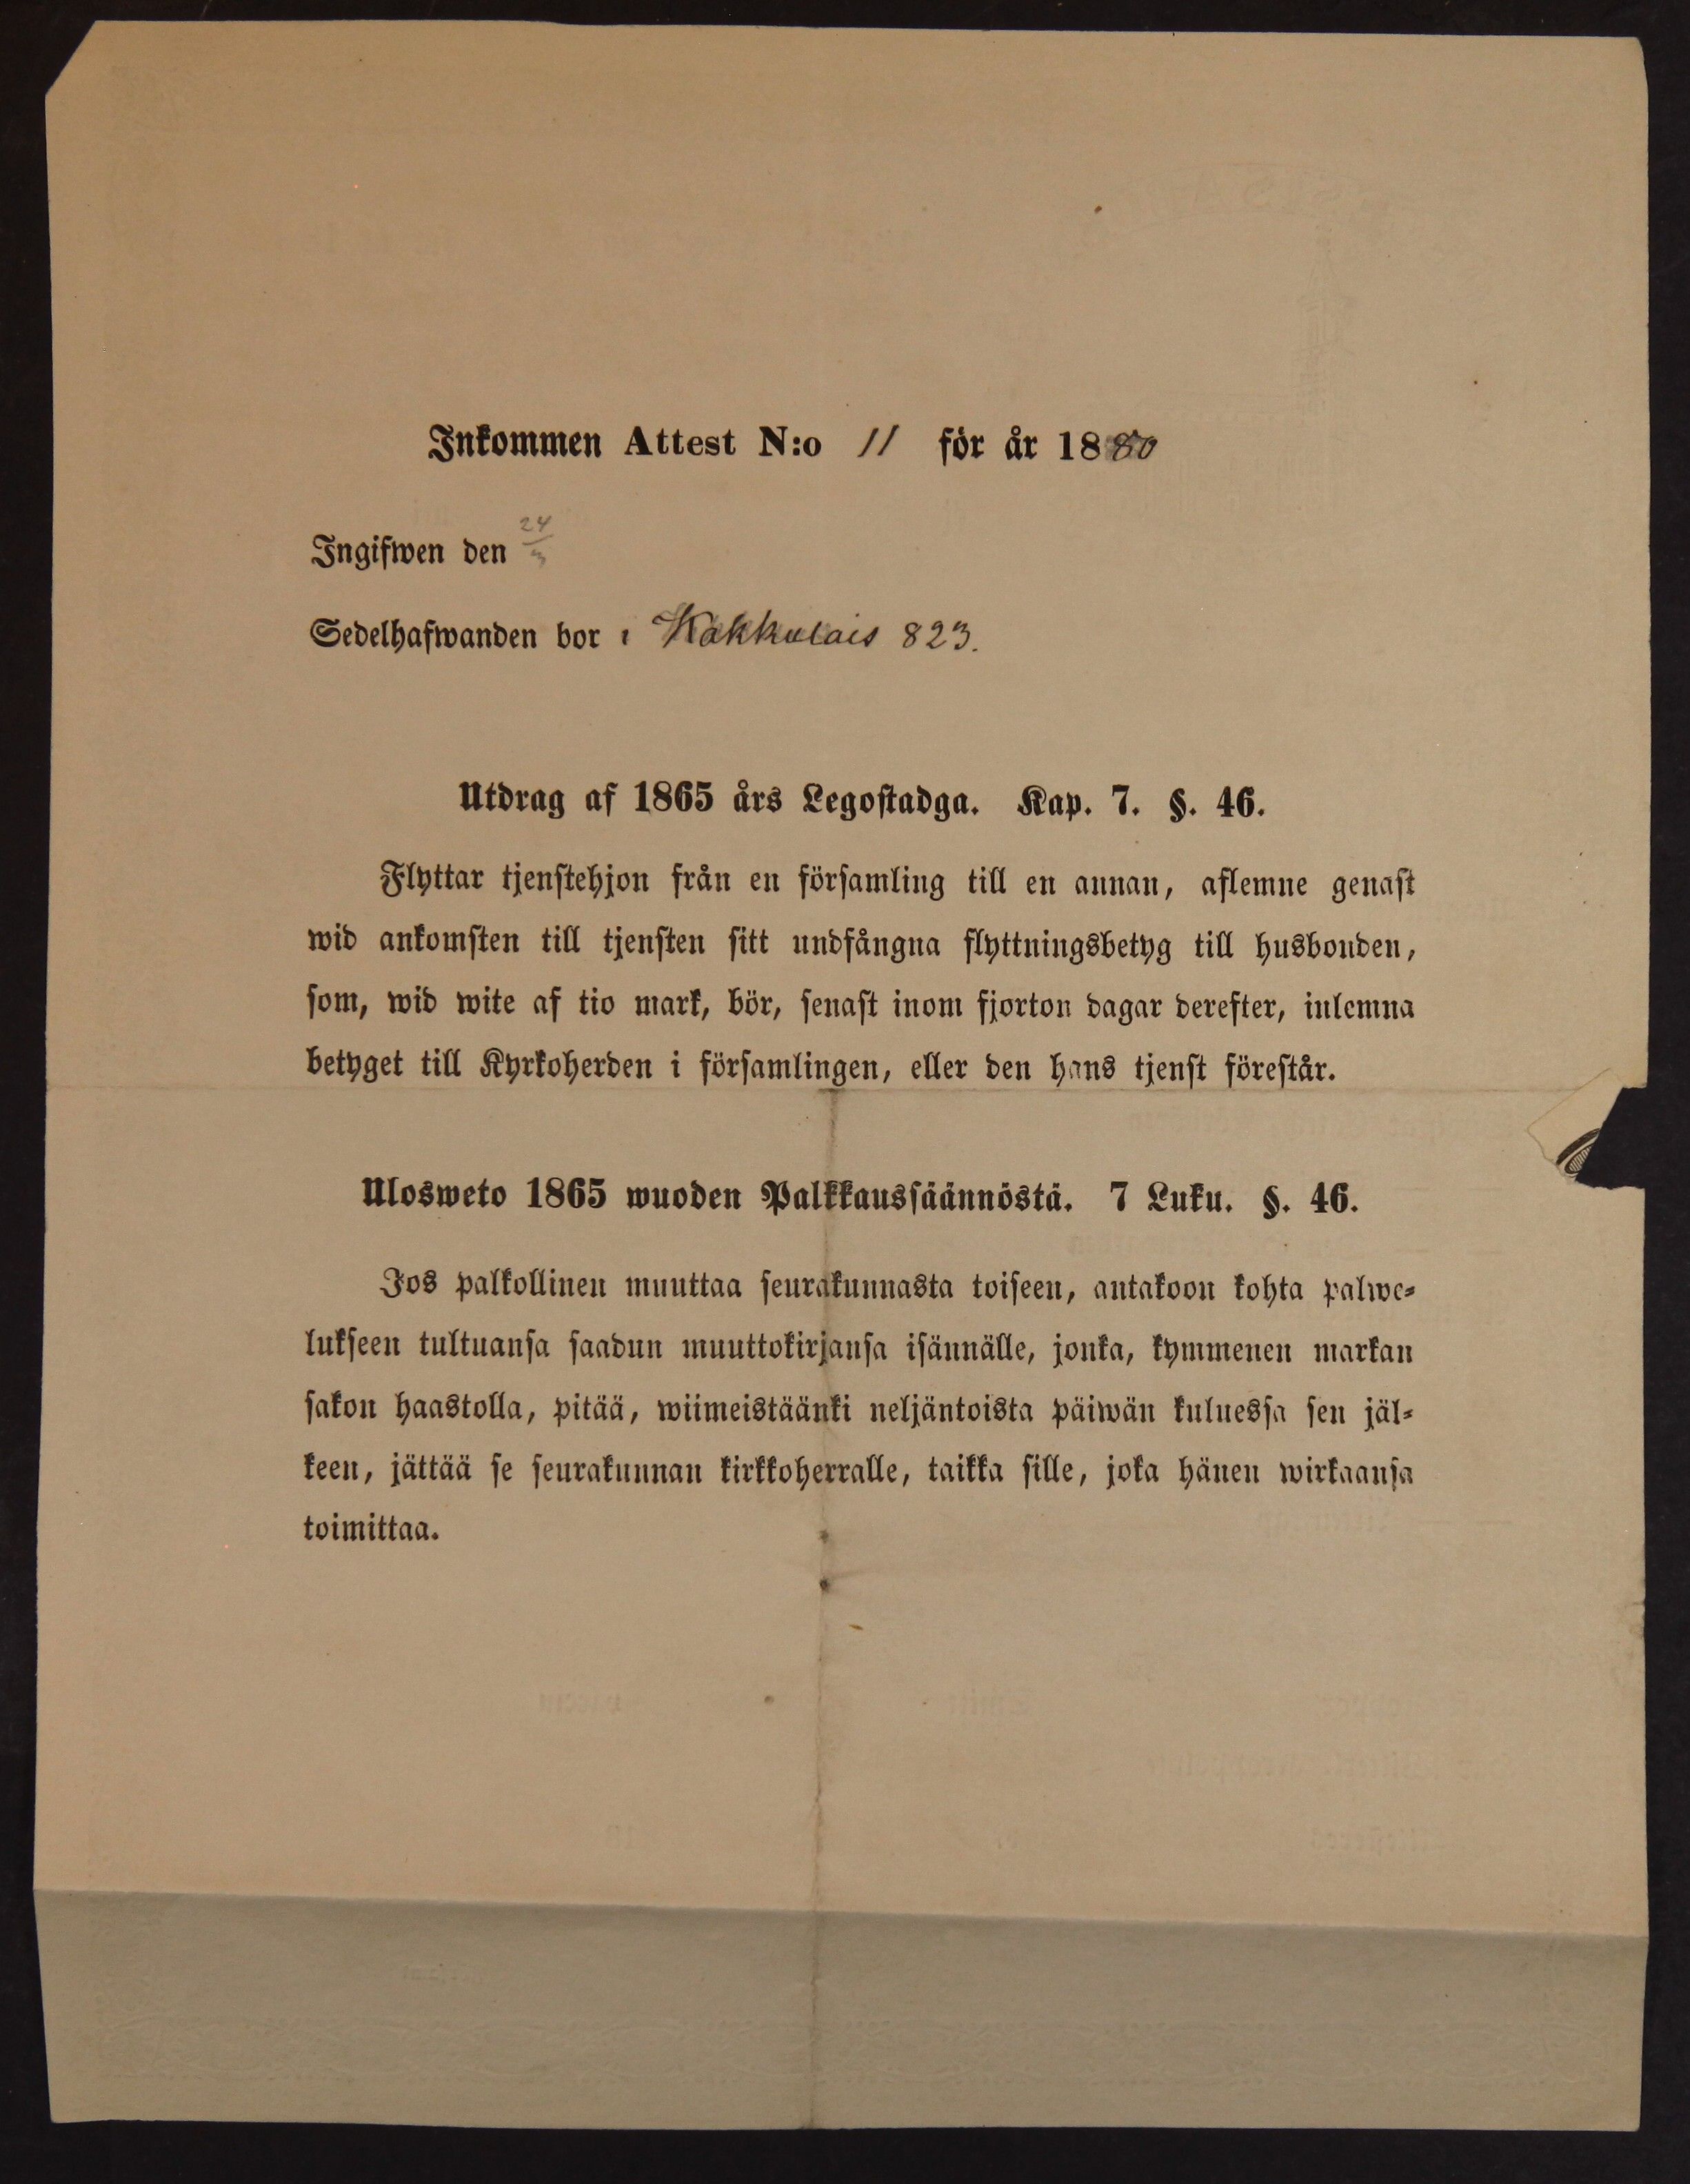 Inkommen Attest N:o 11 för år 1880
Ingifwen den 24/3
Sedelhafwanden bor i Kakkulais 823.
Utdrag af 1865 års Legostadga. Kap. 7. §. 46.
Flyttar tjenstehjon från en församling till en annan, aflemne genast
wid ankomsten till tjensten sitt undfångna flyttningsbetyg till husbonden,
som, wid wite af tio mark, bör, senast inom fjorton dagar derefter, inlemna
betyget till Kyrkoherden i församlingen, eller den hans tjenst förestår.
Ulosweto 1865 wuoden Palkkaussäännöstä. 7 Luku. §. 46.
Jos palkollinen muuttaa seurakunnasta toiseen, antakoon kohta palwe-
lukseen tultuansa saadun muuttokirjansa isännälle, jonka, kymmenen markan
sakon haastolla, pitää, wiimeistäänki neljäntoista päiwän kuluessa sen jäl-
keen, jättää se seurakunnan kirkkoherralle, taikka sille, joka hänen wirkaansa
toimittaa.